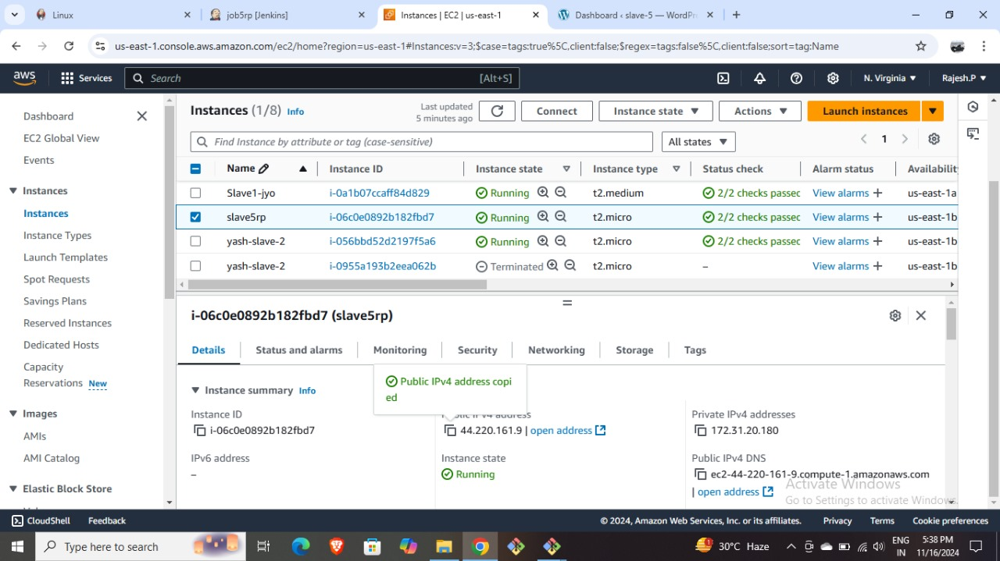 Linux
job5rp [Jenkins]
Instances | EC2 | us-east-1
Dashboard ‹ slave-5 — WordPr
us-east-1.console.aws.amazon.com/ec2/home?region=us-east-1#Instances:v=3;$case=tags:true%5C,client:false;$regex=tags:false%5C,client:false;sort=tag:Name
aws
Services
Search
[Alt+S]
N. Virginia
Rajesh.P
Dashboard
EC2 Global View
Events
Instances
Instances
Instance Types
Launch Templates
Spot Requests
Savings Plans
Reserved Instances
Dedicated Hosts
Capacity
Reservations New
Images
AMIs
AMI Catalog
Elastic Block Store
Instances (1/8) Info
Last updated
5 minutes ago
Connect
Instance state
Actions
Launch instances
Find Instance by attribute or tag (case-sensitive)
All states
1
Name Instance ID Instance state Instance type Status check Alarm status Availability
Slave1-jyo i-0a1b07ccaff84d829 Running t2.medium 2/2 checks passec View alarms us-east-1a
slave5rp i-06c0e0892b182fbd7 Running t2.micro 2/2 checks passec View alarms us-east-1b
yash-slave-2 i-056bbd52d2197f5a6 Running t2.micro 2/2 checks passec View alarms us-east-1b
yash-slave-2 i-0955a193b2eea062b Terminated t2.micro – View alarms us-east-1b
i-06c0e0892b182fbd7 (slave5rp)
Details Status and alarms Monitoring Security Networking Storage Tags
Public IPv4 address copi
ed
Instance summary Info
Instance ID
i-06c0e0892b182fbd7
Public IPv4 address
44.220.161.9 | open address
Private IPv4 addresses
172.31.20.180
IPv6 address
–
Instance state
Running
Public IPv4 DNS
ec2-44-220-161-9.compute-1.amazonaws.com
| open address
Activate Windows
Go to Settings to activate Windows.
CloudShell Feedback
© 2024, Amazon Web Services, Inc. or its affiliates. Privacy Terms Cookie preferences
Type here to search
1
30°C Haze
ENG
IN
5:38 PM
11/16/2024